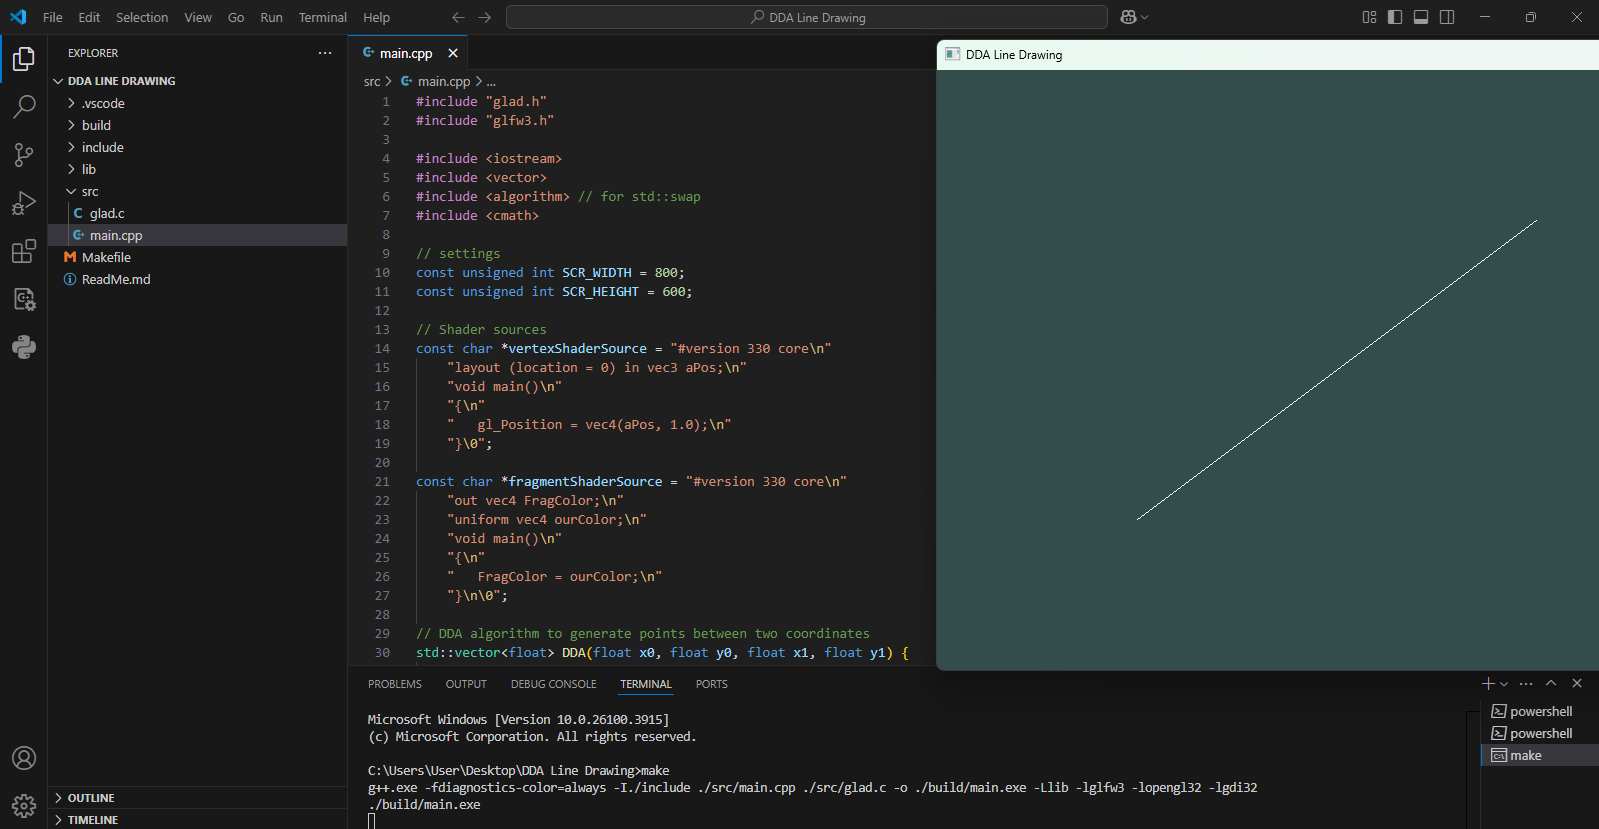 File Edit Selection View Go Run Terminal Help
DDA Line Drawing
EXPLORER
DDA LINE DRAWING
.vscode
build
include
lib
src
glad.c
main.cpp
Makefile
ReadMe.md
OUTLINE
TIMELINE
main.cpp
src > main.cpp > ...
1 #include "glad.h"
2 #include "glfw3.h"
3
4 #include <iostream>
5 #include <vector>
6 #include <algorithm> // for std::swap
7 #include <cmath>
8
9 // settings
10 const unsigned int SCR_WIDTH = 800;
11 const unsigned int SCR_HEIGHT = 600;
12
13 // Shader sources
14 const char *vertexShaderSource = "#version 330 core\n"
15 "layout (location = 0) in vec3 aPos;\n"
16 "void main()\n"
17 "{\n"
18 "   gl_Position = vec4(aPos, 1.0);\n"
19 "}\0";
20
21 const char *fragmentShaderSource = "#version 330 core\n"
22 "out vec4 FragColor;\n"
23 "uniform vec4 ourColor;\n"
24 "void main()\n"
25 "{\n"
26 "   FragColor = ourColor;\n"
27 "}\n\0";
28
29 // DDA algorithm to generate points between two coordinates
30 std::vector<float> DDA(float x0, float y0, float x1, float y1) {
DDA Line Drawing
PROBLEMS OUTPUT DEBUG CONSOLE TERMINAL PORTS
Microsoft Windows [Version 10.0.26100.3915]
(c) Microsoft Corporation. All rights reserved.
C:\Users\User\Desktop\DDA Line Drawing>make
g++.exe -fdiagnostics-color=always -I./include ./src/main.cpp ./src/glad.c -o ./build/main.exe -Llib -lglfw3 -lopengl32 -lgdi32
./build/main.exe
powershell
powershell
make